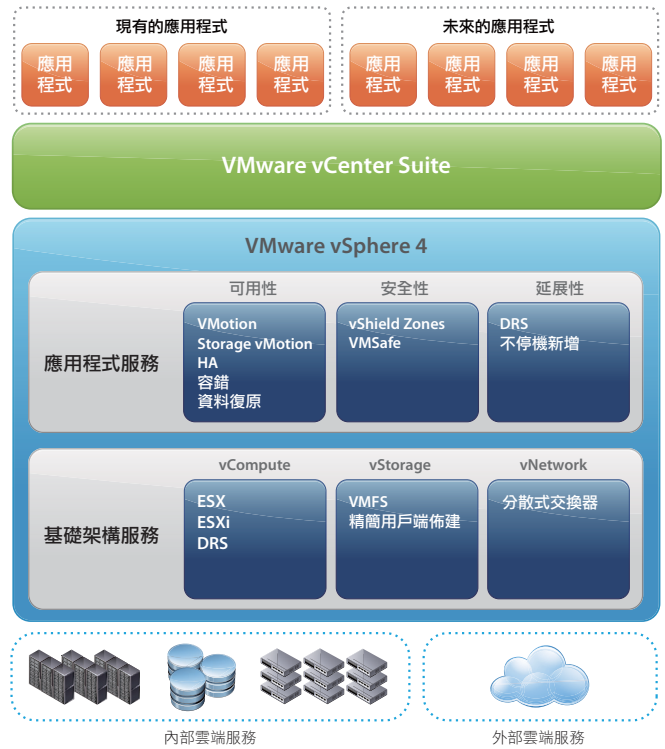 現有的應用程式
未來的應用程式
應用
程式
應用
程式
應用
程式
應用
程式
應用
程式
應用
程式
應用
程式
應用
程式
VMware vCenter Suite
VMware vSphere 4
應用程式服務
可用性
VMotion
Storage vMotion
HA
容錯
資料復原
安全性
vShield Zones
VMSafe
延展性
DRS
不停機新增
基礎架構服務
vCompute
ESX
ESXi
DRS
vStorage
VMFS
精簡用戶端佈建
vNetwork
分散式交換器
內部雲端服務
外部雲端服務